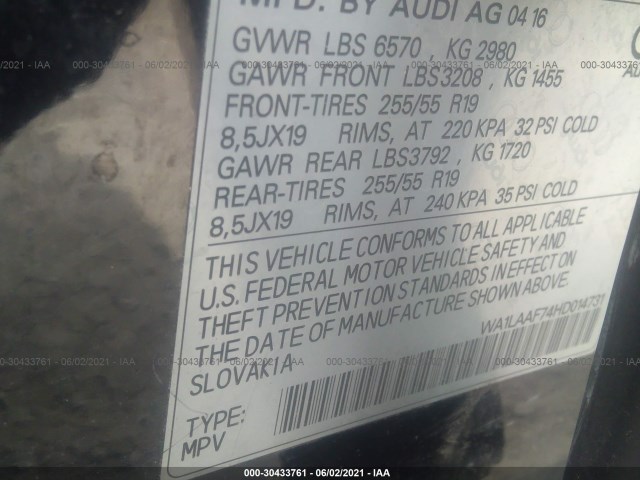 MFD. BY AUDI AG 04 16
GVWR LBS 6570 , KG 2980
GAWR FRONT LBS3208 , KG 1455
FRONT-TIRES 255/55 R19
8,5JX19 RIMS, AT 220 KPA 32 PSI COLD
GAWR REAR LBS3792 , KG 1720
REAR-TIRES 255/55 R19
8,5JX19 RIMS, AT 240 KPA 35 PSI COLD
THIS VEHICLE CONFORMS TO ALL APPLICABLE
U.S. FEDERAL MOTOR VEHICLE SAFETY AND
THEFT PREVENTION STANDARDS IN EFFECT ON
THE DATE OF MANUFACTURE SHOWN ABOVE.
SLOVAKIA
WA1LAAF74HD014731
TYPE:
MPV
000-30433761 - 06/02/2021 - IAA